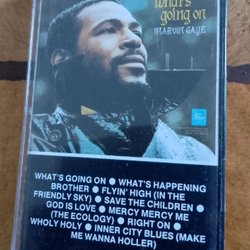 what's
going on
marvin gaye
WHAT'S GOING ON ● WHAT'S HAPPENING
BROTHER ● FLYIN' HIGH (IN THE
FRIENDLY SKY) ● SAVE THE CHILDREN ●
GOD IS LOVE ● MERCY MERCY ME
(THE ECOLOGY) ● RIGHT ON ●
WHOLY HOLY ● INNER CITY BLUES (MAKE
ME WANNA HOLLER)